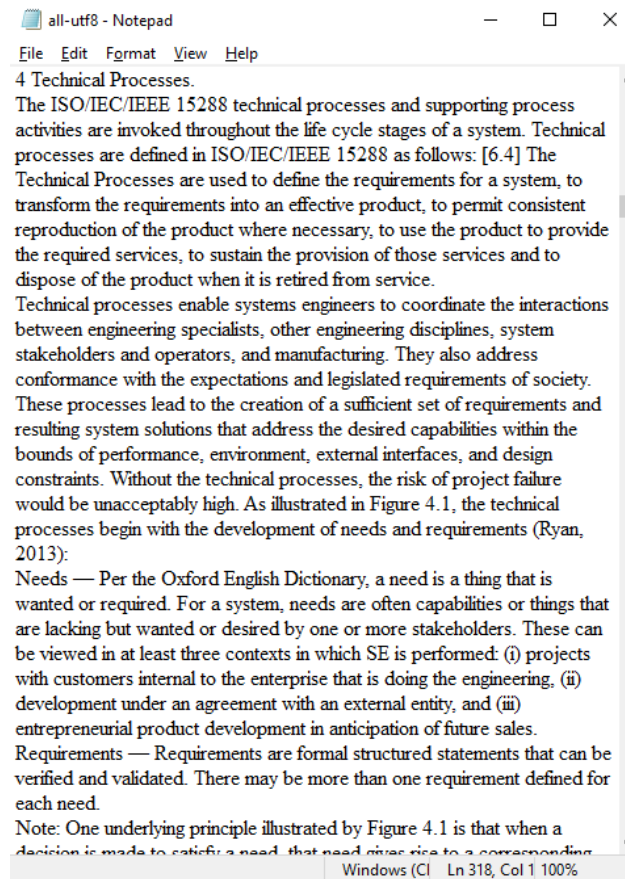 all-utf8 - Notepad
File Edit Format View Help
4 Technical Processes.
The ISO/IEC/IEEE 15288 technical processes and supporting process
activities are invoked throughout the life cycle stages of a system. Technical
processes are defined in ISO/IEC/IEEE 15288 as follows: [6.4] The
Technical Processes are used to define the requirements for a system, to
transform the requirements into an effective product, to permit consistent
reproduction of the product where necessary, to use the product to provide
the required services, to sustain the provision of those services and to
dispose of the product when it is retired from service.
Technical processes enable systems engineers to coordinate the interactions
between engineering specialists, other engineering disciplines, system
stakeholders and operators, and manufacturing. They also address
conformance with the expectations and legislated requirements of society.
These processes lead to the creation of a sufficient set of requirements and
resulting system solutions that address the desired capabilities within the
bounds of performance, environment, external interfaces, and design
constraints. Without the technical processes, the risk of project failure
would be unacceptably high. As illustrated in Figure 4.1, the technical
processes begin with the development of needs and requirements (Ryan,
2013):
Needs — Per the Oxford English Dictionary, a need is a thing that is
wanted or required. For a system, needs are often capabilities or things that
are lacking but wanted or desired by one or more stakeholders. These can
be viewed in at least three contexts in which SE is performed: (i) projects
with customers internal to the enterprise that is doing the engineering, (ii)
development under an agreement with an external entity, and (iii)
entrepreneurial product development in anticipation of future sales.
Requirements — Requirements are formal structured statements that can be
verified and validated. There may be more than one requirement defined for
each need.
Note: One underlying principle illustrated by Figure 4.1 is that when a
decision is made to satisfy a need, that need gives rise to a corresponding
Windows (Cl Ln 318, Col 1 100%